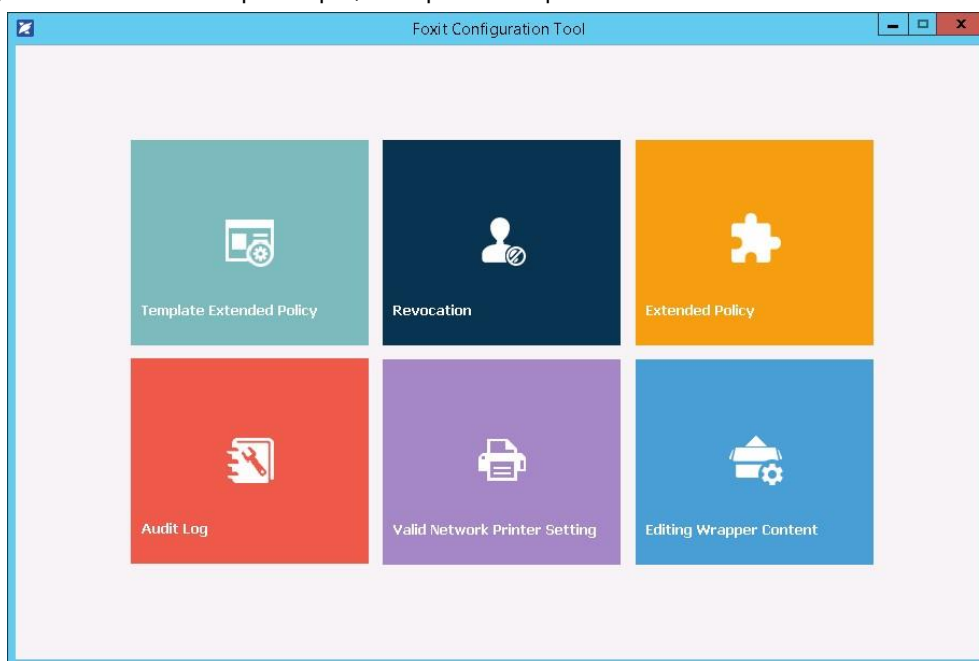 Foxit Configuration Tool
Template Extended Policy
Revocation
Extended Policy
Audit Log
Valid Network Printer Setting
Editing Wrapper Content